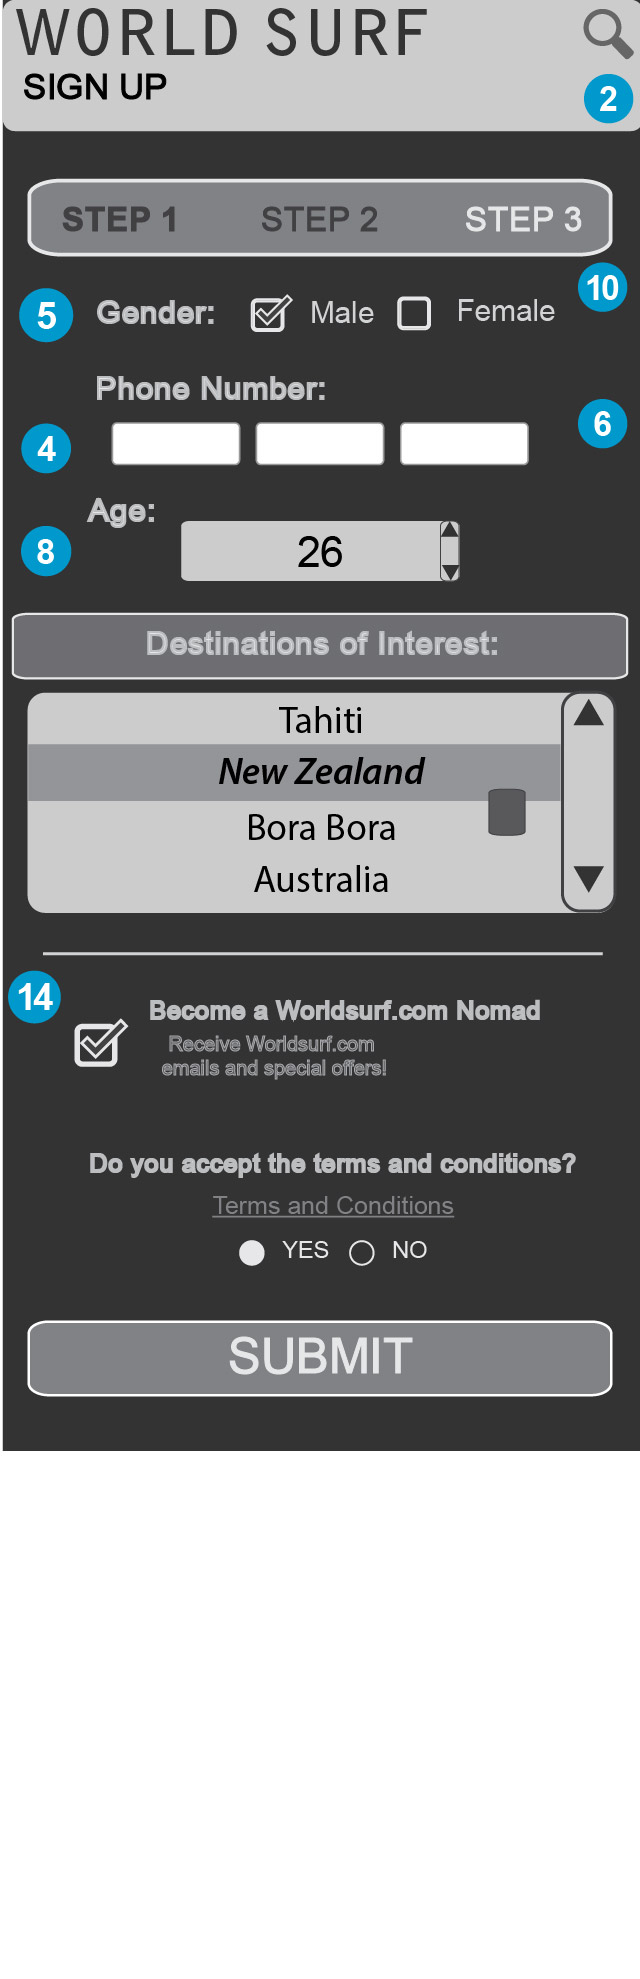 WORLD SURF
SIGN UP
2
STEP 1 STEP 2 STEP 3
10
5 Gender: Male Female
Phone Number:
4 6
Age:
8 26
Destinations of Interest:
Tahiti
New Zealand
Bora Bora
Australia
14
Become a Worldsurf.com Nomad
Receive Worldsurf.com
emails and special offers!
Do you accept the terms and conditions?
Terms and Conditions
YES NO
SUBMIT